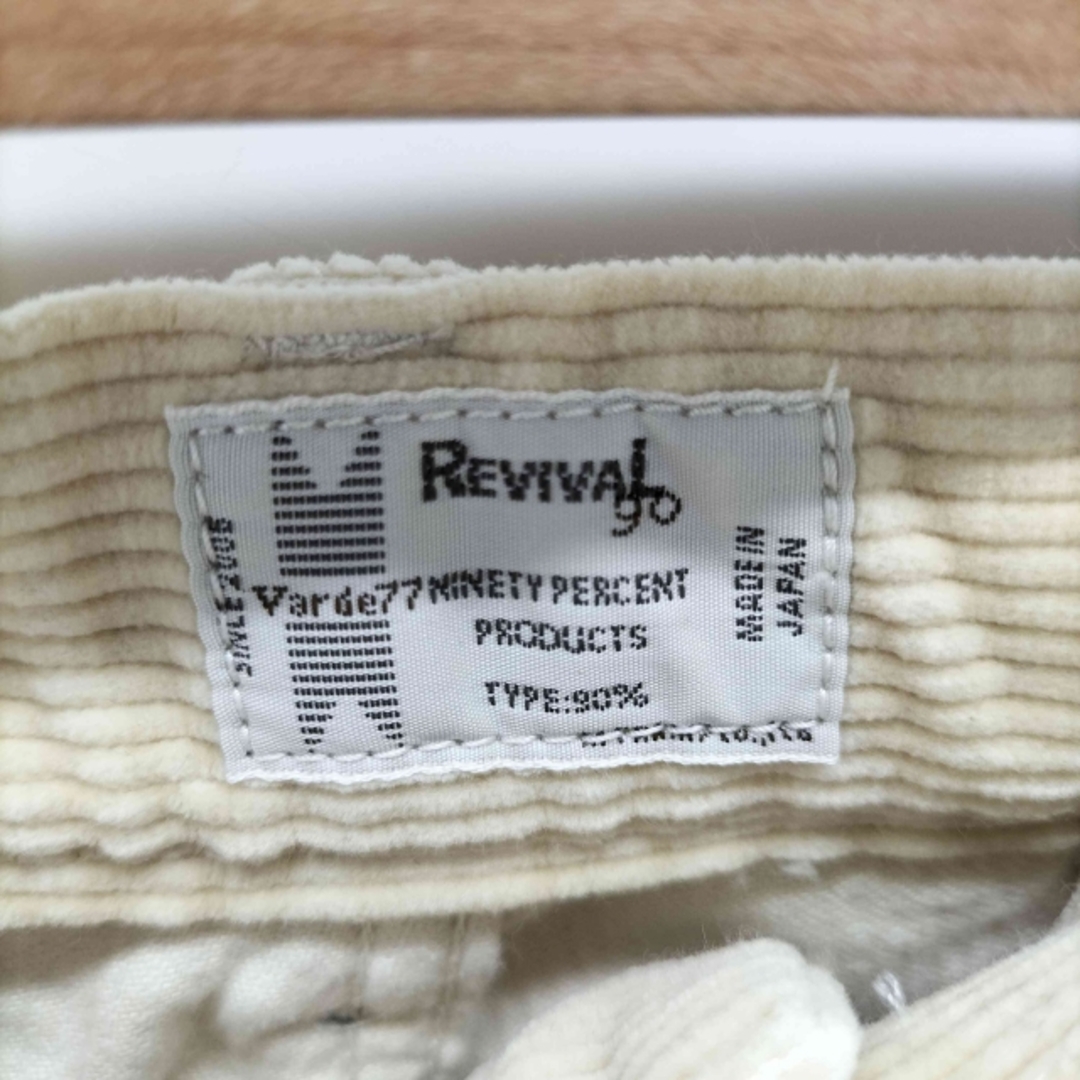 SINCE 2006
Varde77
REVIVAL
90
NINETY PERCENT
PRODUCTS
TYPE:90%
MADE IN
JAPAN